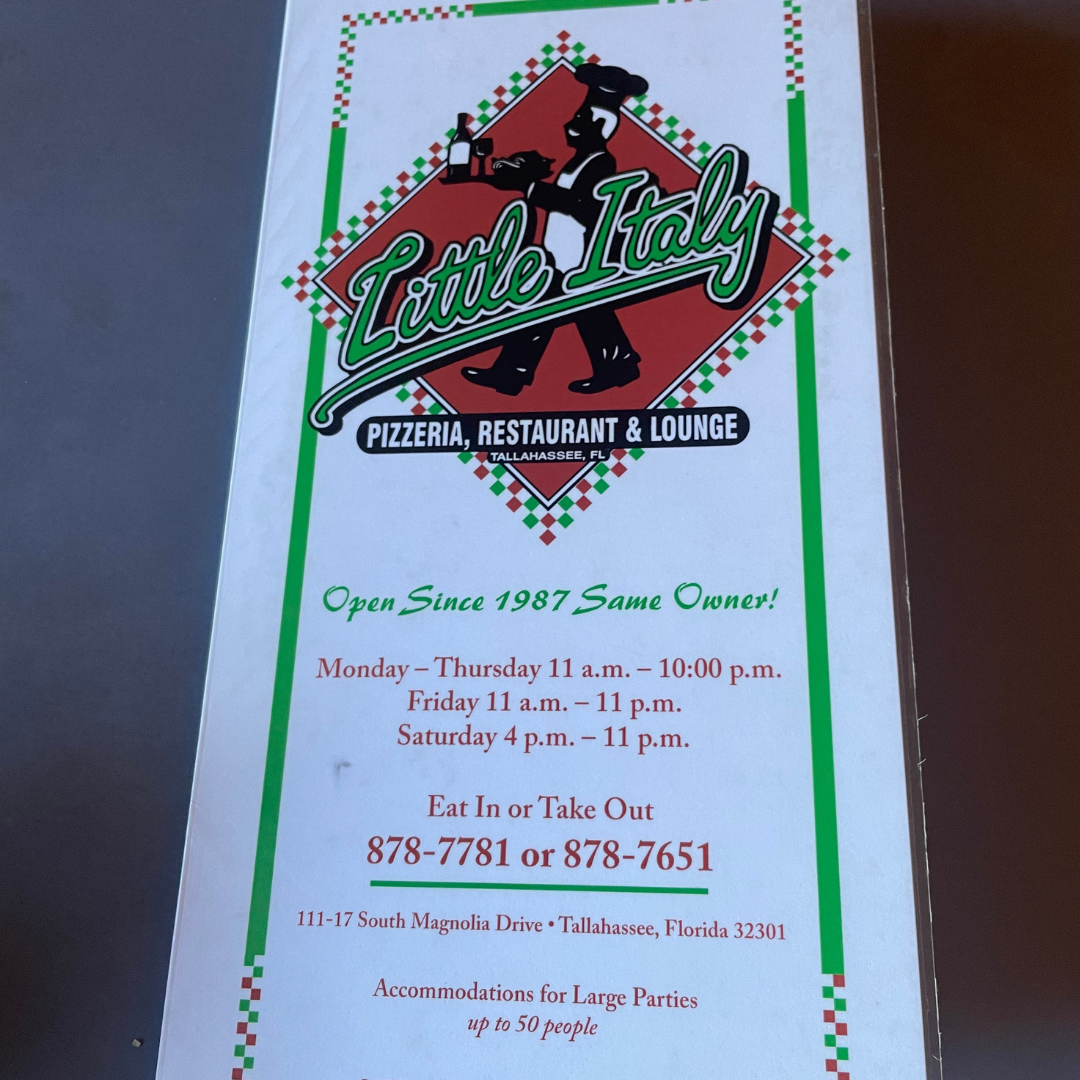 Little Italy
PIZZERIA, RESTAURANT & LOUNGE
TALLAHASSEE, FL
Open Since 1987 Same Owner!
Monday – Thursday 11 a.m. – 10:00 p.m.
Friday 11 a.m. – 11 p.m.
Saturday 4 p.m. – 11 p.m.
Eat In or Take Out
878-7781 or 878-7651
111-17 South Magnolia Drive • Tallahassee, Florida 32301
Accommodations for Large Parties
up to 50 people